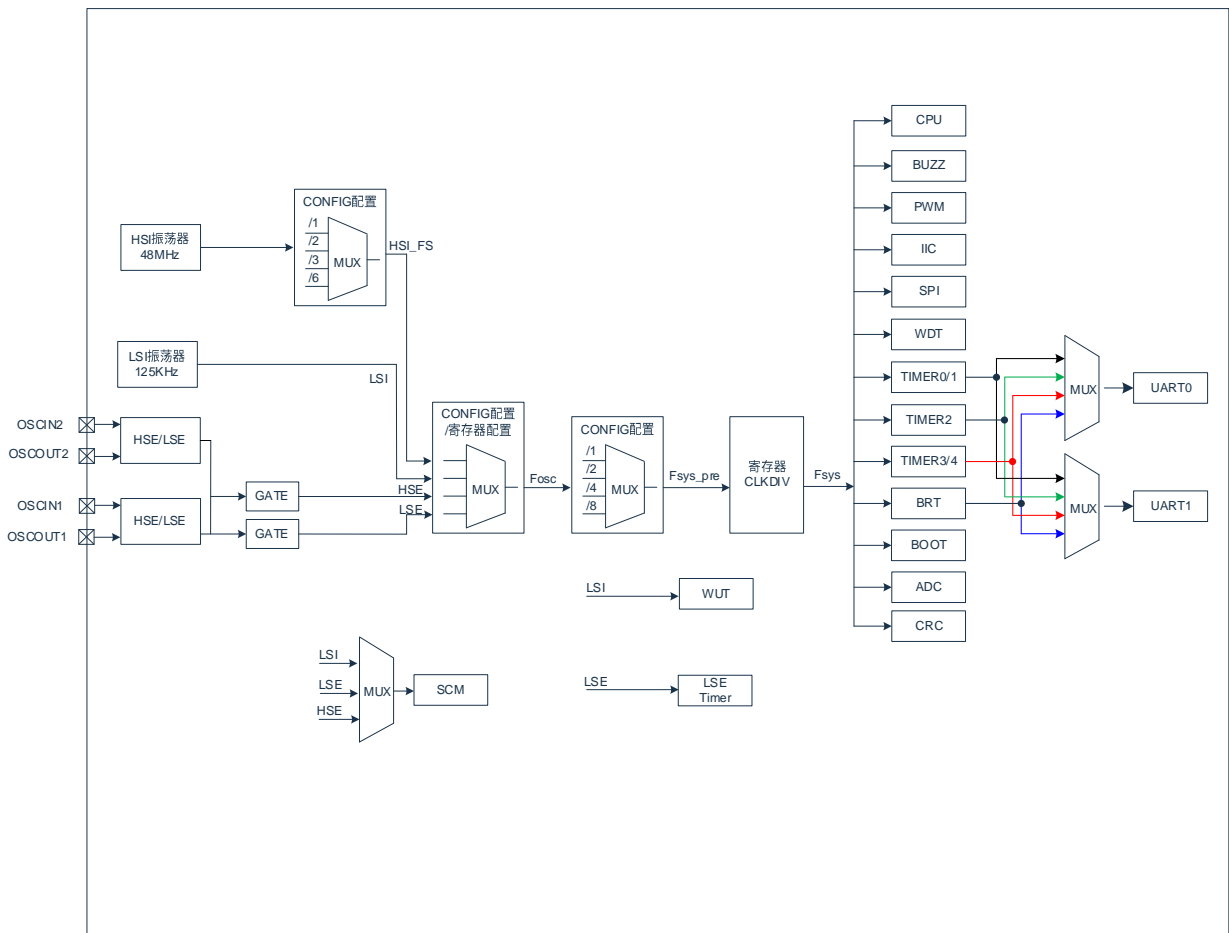 HSI振荡器
48MHz
CONFIG配置
/1
/2
/3
/6
MUX
HSI_FS
LSI振荡器
125KHz
LSI
OSCIN2
OSCOUT2
HSE/LSE
OSCIN1
OSCOUT1
HSE/LSE
GATE
GATE
HSE
LSE
CONFIG配置
/寄存器配置
MUX
Fosc
CONFIG配置
/1
/2
/4
/8
MUX
Fsys_pre
寄存器
CLKDIV
Fsys
CPU
BUZZ
PWM
IIC
SPI
WDT
TIMER0/1
TIMER2
TIMER3/4
BRT
BOOT
ADC
CRC
MUX
UART0
MUX
UART1
LSI
WUT
LSI
LSE
HSE
MUX
SCM
LSE
LSE
Timer